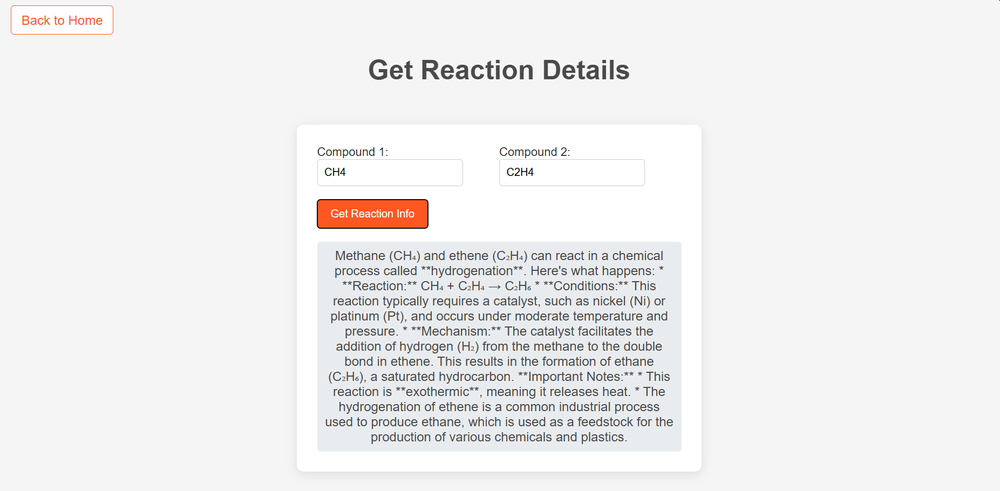 Back to Home
Get Reaction Details
Compound 1:
Compound 2:
CH4
C2H4
Get Reaction Info
Methane (CH₄) and ethene (C₂H₄) can react in a chemical
process called **hydrogenation**. Here's what happens: *
**Reaction:** CH₄ + C₂H₄ → C₂H₆ * **Conditions:** This
reaction typically requires a catalyst, such as nickel (Ni) or
platinum (Pt), and occurs under moderate temperature and
pressure. * **Mechanism:** The catalyst facilitates the
addition of hydrogen (H₂) from the methane to the double
bond in ethene. This results in the formation of ethane
(C₂H₆), a saturated hydrocarbon. **Important Notes:** * This
reaction is **exothermic**, meaning it releases heat. * The
hydrogenation of ethene is a common industrial process
used to produce ethane, which is used as a feedstock for the
production of various chemicals and plastics.